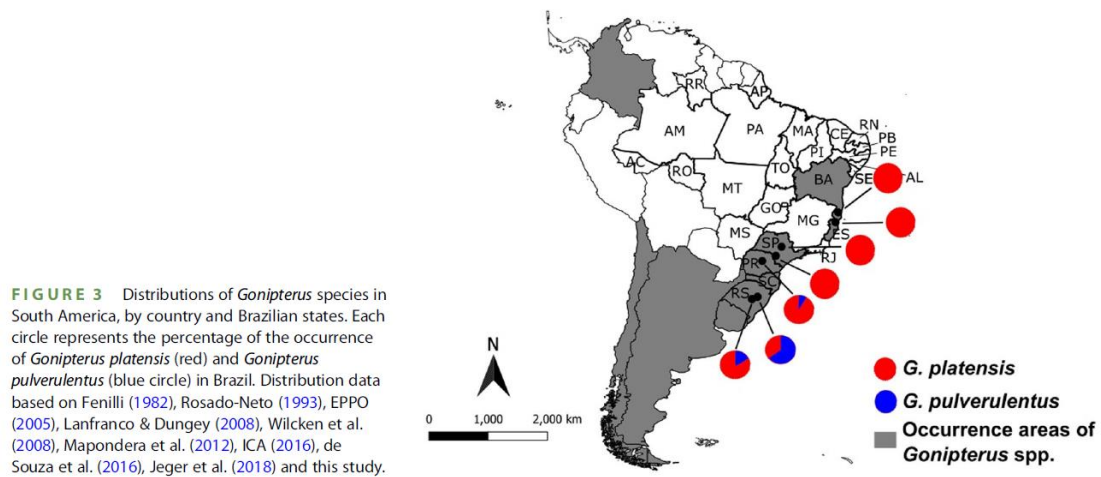 FIGURE 3 Distributions of Gonipterus species in
South America, by country and Brazilian states. Each
circle represents the percentage of the occurrence
of Gonipterus platensis (red) and Gonipterus
pulverulentus (blue circle) in Brazil. Distribution data
based on Fenilli (1982), Rosado-Neto (1993), EPPO
(2005), Lanfranco & Dungey (2008), Wilcken et al.
(2008), Mapondera et al. (2012), ICA (2016), de
Souza et al. (2016), Jeger et al. (2018) and this study.
N
0 1,000 2,000 km
RR
AP
AM
PA
MA
CE
RN
PB
PE
PI
AC
RO
TO
BA
SE
AL
MT
GO
MG
ES
MS
SP
RJ
PR
SC
RS
G. platensis
G. pulverulentus
Occurrence areas of
Gonipterus spp.